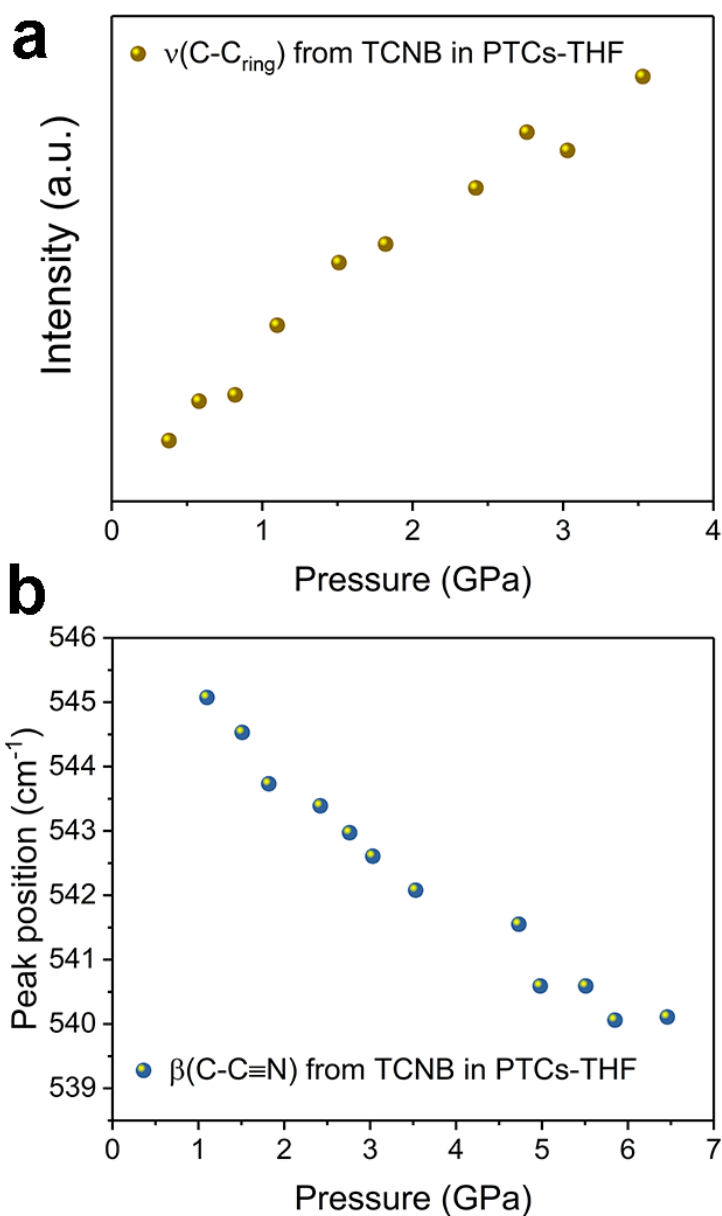 a
ν(C-Cring) from TCNB in PTCs-THF
Intensity (a.u.)
0 1 2 3 4
Pressure (GPa)
b
546
545
544
543
542
541
540
539
Peak position (cm-1)
β(C-C≡N) from TCNB in PTCs-THF
0 1 2 3 4 5 6 7
Pressure (GPa)